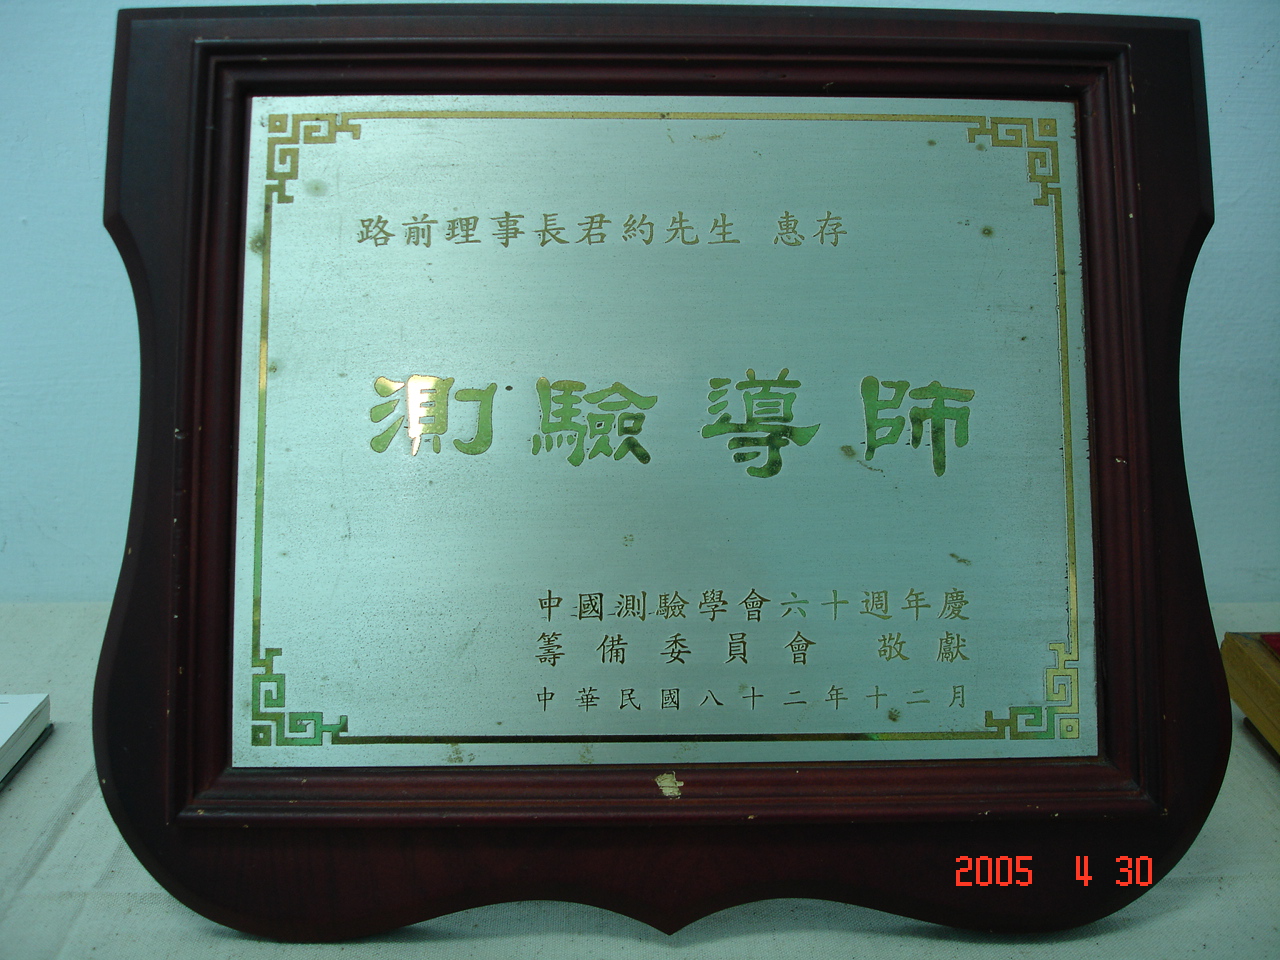 路前理事長君約先生 惠存
測驗導師
中國測驗學會六十週年慶
籌備委員會 敬獻
中華民國八十二年十二月
2005 4 30